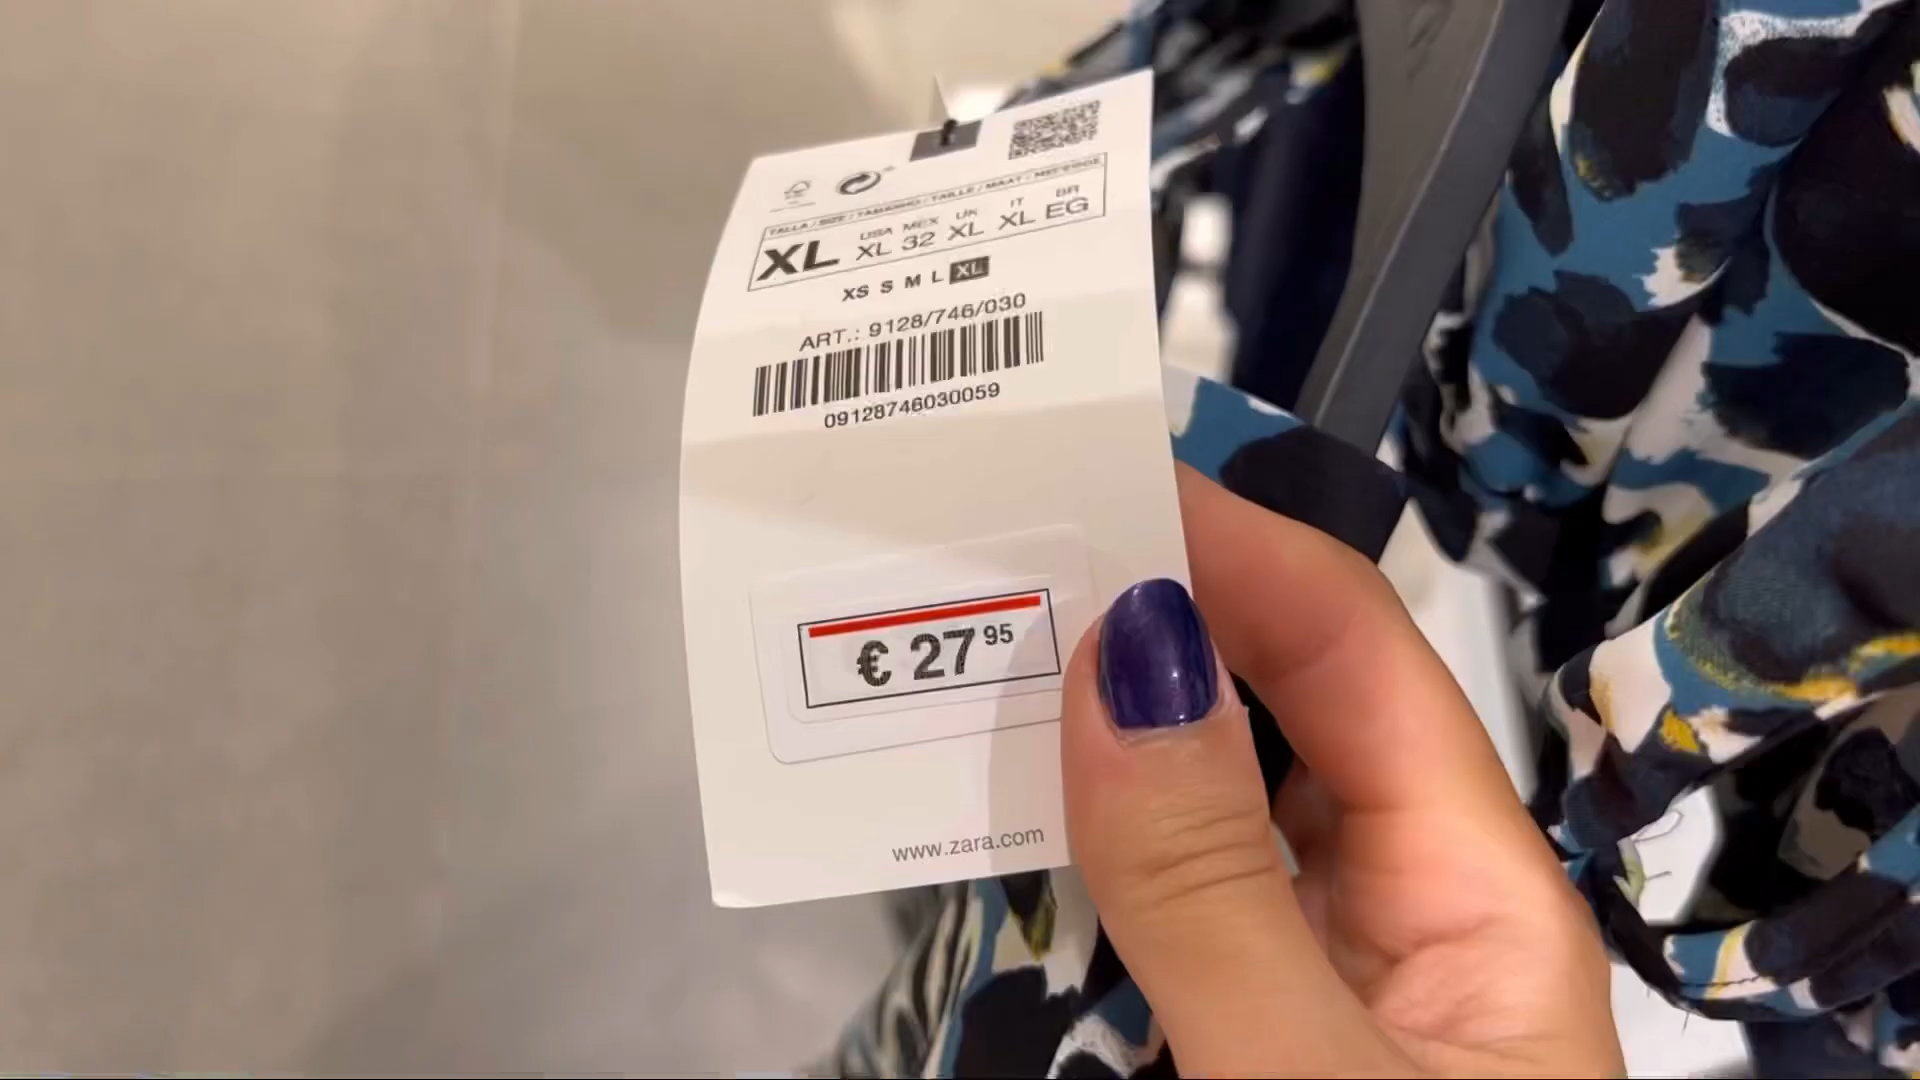 TALLA / SIZE / TAMANHO / TAILLE / MAAT / ΜΕΓΕΘΟΣ
XL
USA MEX UK IT BR
XL 32 XL XL EG
XS S M L XL
ART.: 9128/746/030
09128746030059
€ 27 95
www.zara.com